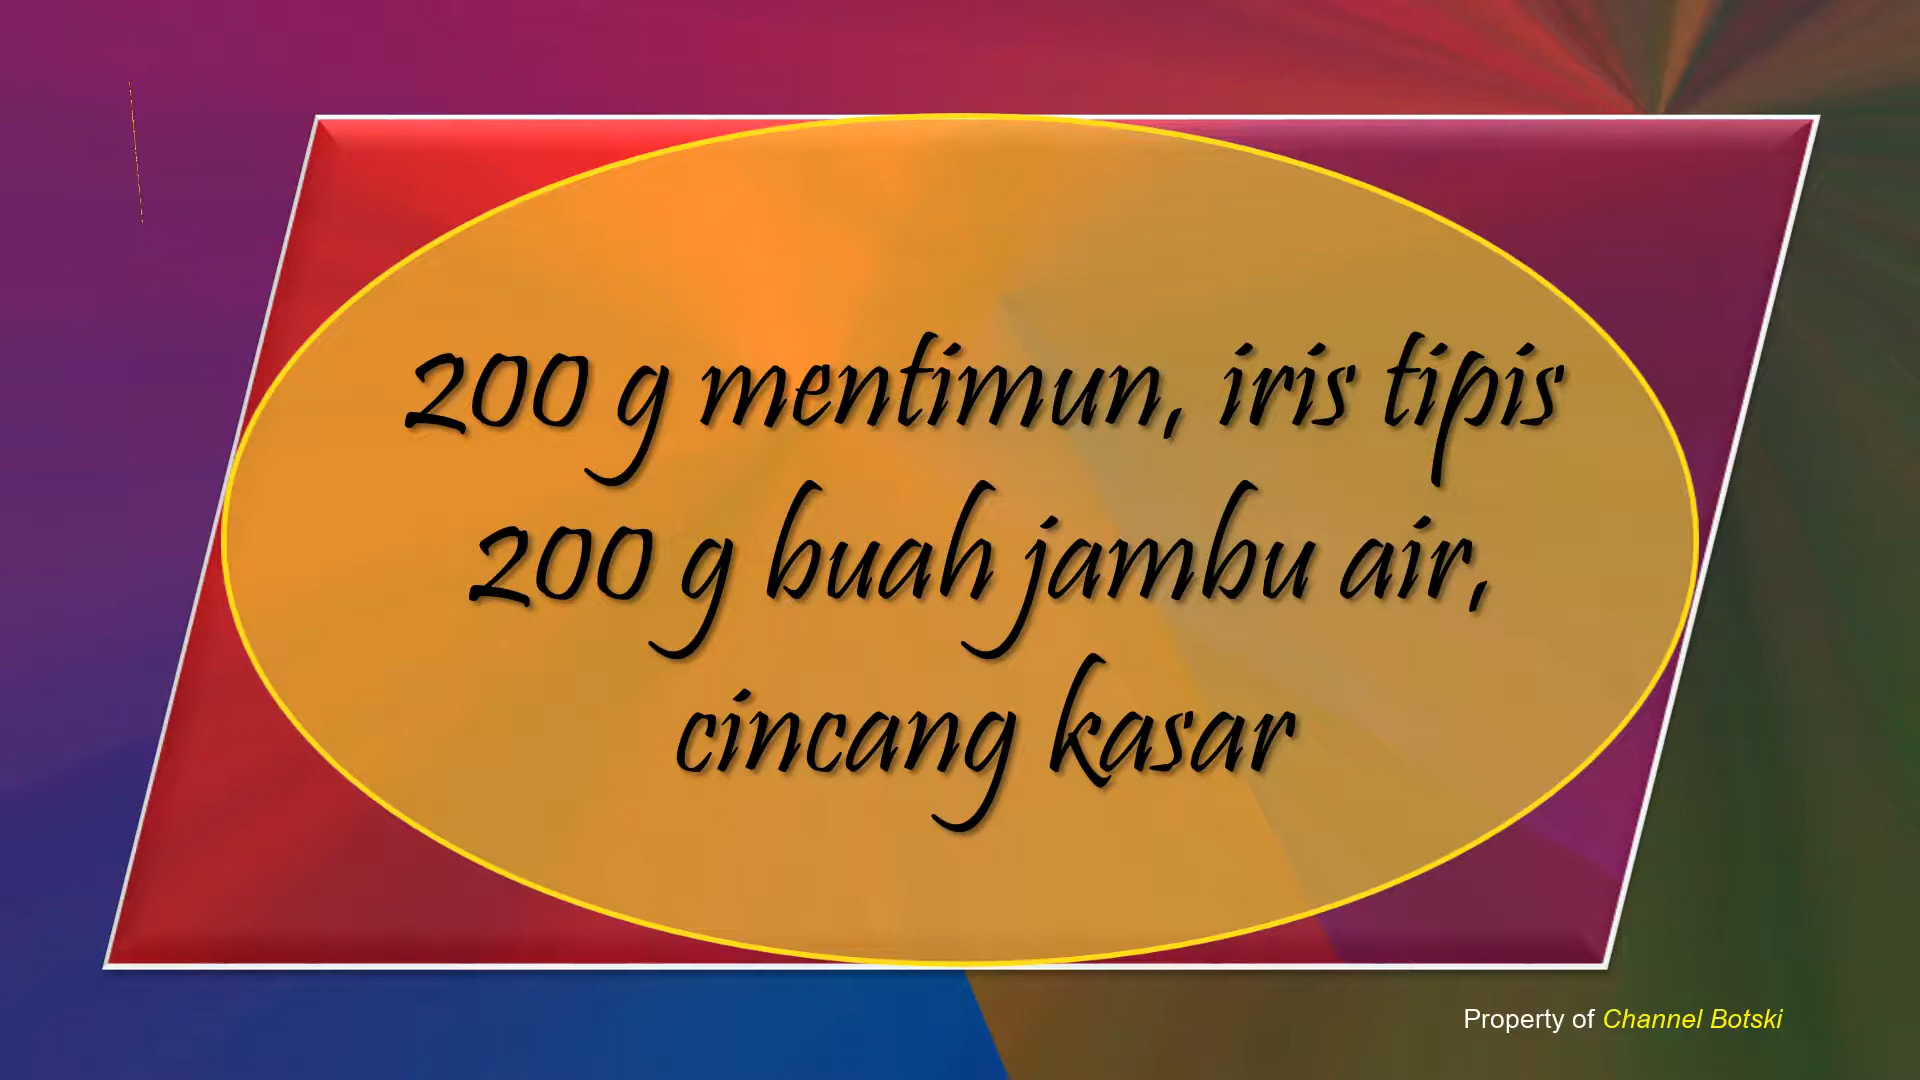 200 g mentimun, iris tipis
200 g buah jambu air,
cincang kasar
Property of Channel Botski